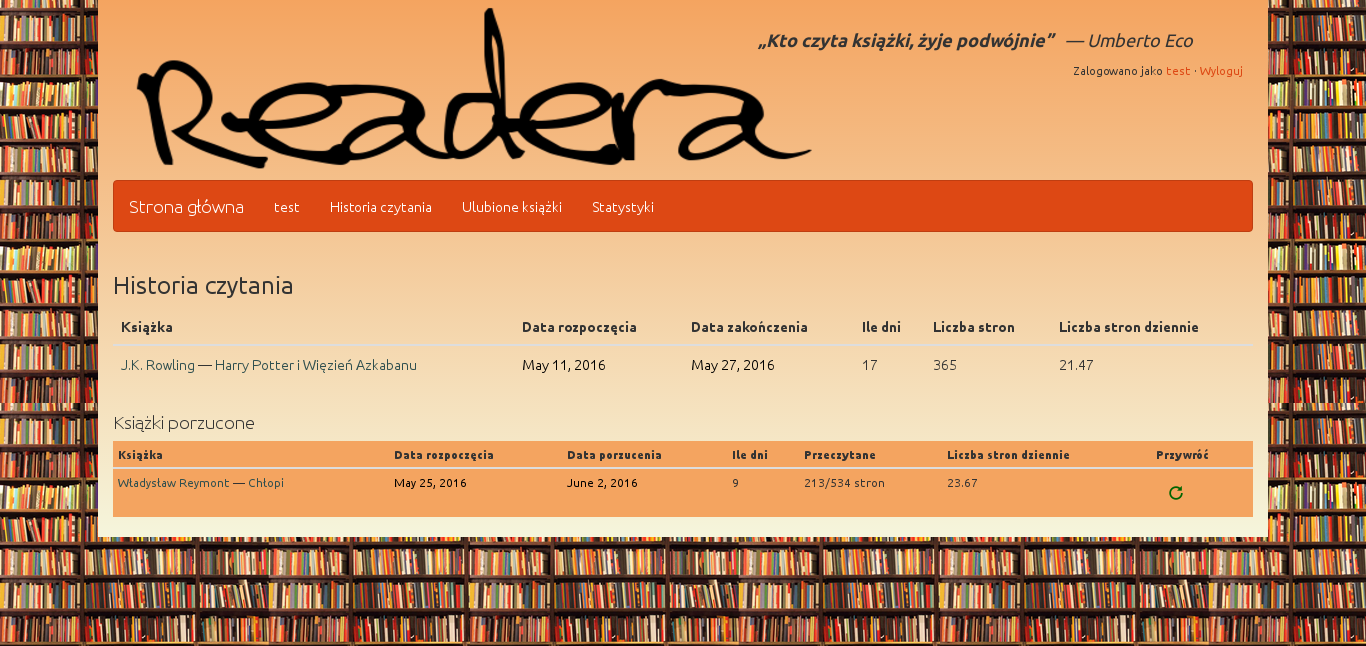 Readera
„Kto czyta książki, żyje podwójnie” — Umberto Eco
Zalogowano jako test · Wyloguj
Strona główna test Historia czytania Ulubione książki Statystyki
Historia czytania
Książka Data rozpoczęcia Data zakończenia Ile dni Liczba stron Liczba stron dziennie
J.K. Rowling — Harry Potter i Więzień Azkabanu May 11, 2016 May 27, 2016 17 365 21.47
Książki porzucone
Książka Data rozpoczęcia Data porzucenia Ile dni Przeczytane Liczba stron dziennie Przywróć
Władysław Reymont — Chłopi May 25, 2016 June 2, 2016 9 213/534 stron 23.67